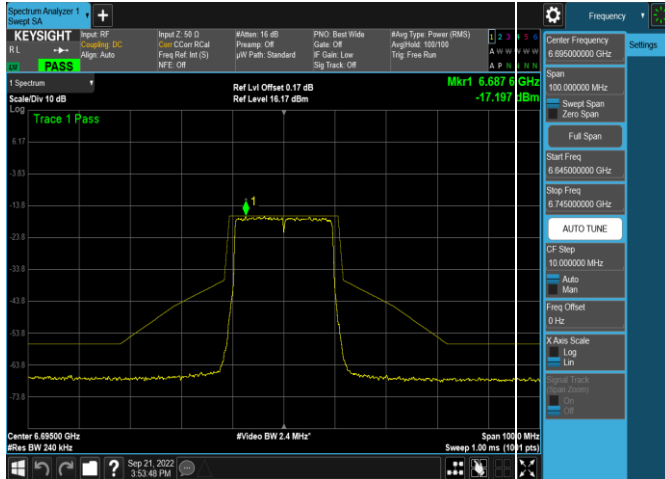 Spectrum Analyzer 1
Swept SA
Frequency
KEYSIGHT
Input: RF
Input Z: 50 Ω
#Atten: 16 dB
PNO: Best Wide
#Avg Type: Power (RMS)
1 2 3 4 5 6
R L
Coupling: DC
Corr CCorr RCal
Preamp: Off
Gate: Off
Avg|Hold: 100/100
A W W W W W
Align: Auto
Freq Ref: Int (S)
µW Path: Standard
IF Gain: Low
Trig: Free Run
PASS
NFE: Off
Sig Track: Off
A P N N N N
1 Spectrum
Ref Lvl Offset 0.17 dB
Mkr1 6.687 6 GHz
Scale/Div 10 dB
Ref Level 16.17 dBm
-17.197 dBm
Log
Trace 1 Pass
6.17
-3.83
-13.8
-23.8
-33.8
-43.8
-53.8
-63.8
-73.8
1
Center 6.69500 GHz
#Video BW 2.4 MHz*
Span 100.0 MHz
#Res BW 240 kHz
Sweep 1.00 ms (1001 pts)
Sep 21, 2022
3:53:48 PM
Settings
Center Frequency
6.695000000 GHz
Span
100.000000 MHz
Swept Span
Zero Span
Full Span
Start Freq
6.645000000 GHz
Stop Freq
6.745000000 GHz
AUTO TUNE
CF Step
10.000000 MHz
Auto
Man
Freq Offset
0 Hz
X Axis Scale
Log
Lin
Signal Track
(Span Zoom)
On
Off